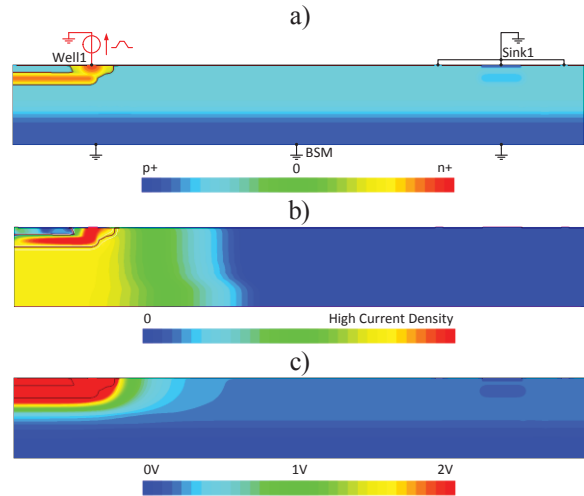 a)
Well1
Sink1
BSM
p+ 0 n+
b)
0 High Current Density
c)
0V 1V 2V